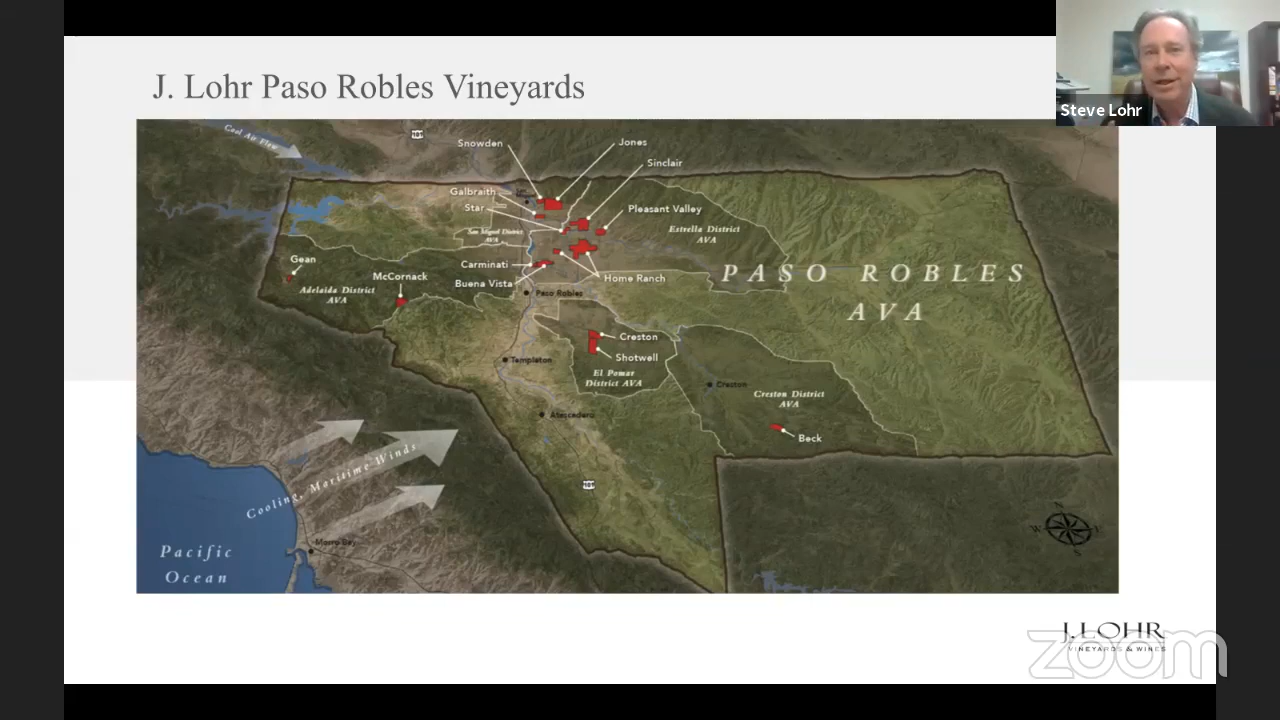 J. Lohr Paso Robles Vineyards
Steve Lohr
Cool Air Flow
101
Snowden
Jones
Sinclair
Galbraith
Star
Pleasant Valley
San Miguel District
AVA
Estrella District
AVA
Gean
McCormack
Carminati
Buena Vista
Home Ranch
Adelaida District
AVA
Paso Robles
PASO ROBLES
AVA
Creston
Shotwell
Templeton
El Pomar
District AVA
Creston
Creston District
AVA
Atascadero
Beck
Cooling, Maritime Winds
101
Morro Bay
Pacific
Ocean
W
S
J. LOHR
VINEYARDS & WINES
zoom